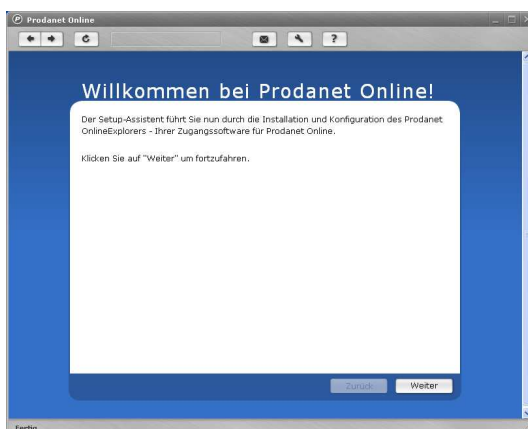 Prodanet Online
?
Willkommen bei Prodanet Online!
Der Setup-Assistent führt Sie nun durch die Installation und Konfiguration des Prodanet
OnlineExplorers - Ihrer Zugangssoftware für Prodanet Online.
Klicken Sie auf "Weiter" um fortzufahren.
Zurück
Weiter
Fertig